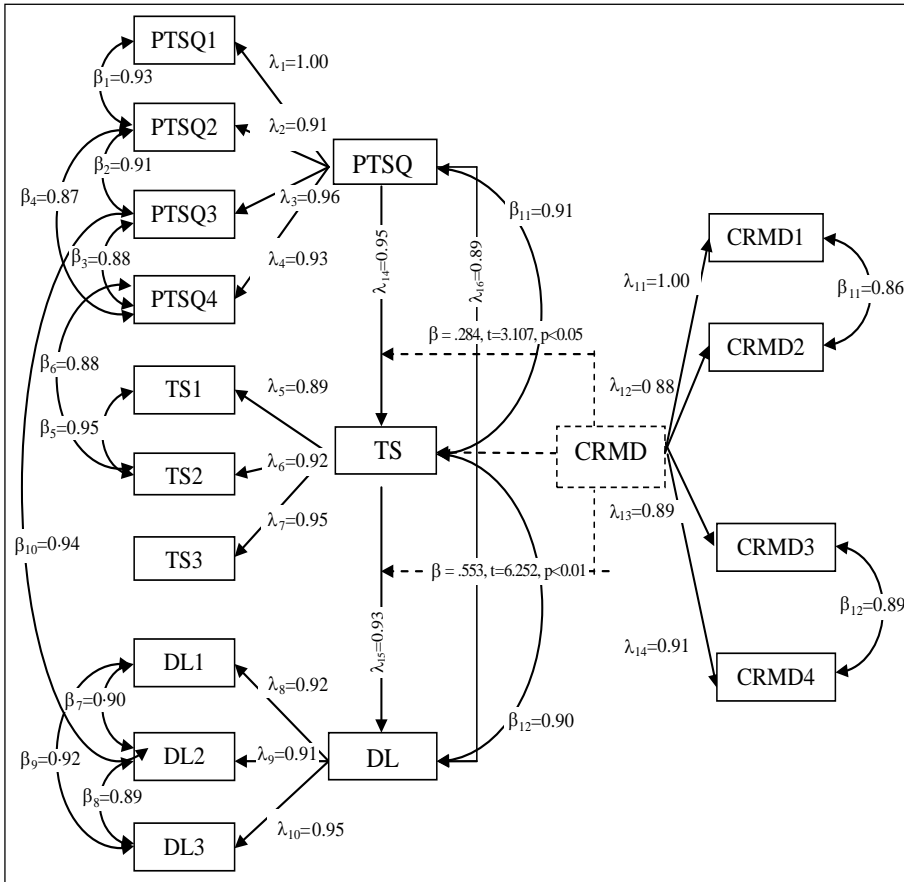 PTSQ1
λ₁=1.00
β₁=0.93
PTSQ2
λ₂=0.91
PTSQ
β₂=0.91
β₄=0.87
λ₃=0.96
PTSQ3
β₁₁=0.91
λ₁₄=0.95
λ₁₆=0.89
CRMD1
β₃=0.88
λ₄=0.93
PTSQ4
λ₁₁=1.00
β₁₁=0.86
β = .284, t=3.107, p<0.05
CRMD2
β₆=0.88
TS1
λ₅=0.89
λ₁₂=0.88
β₅=0.95
TS
CRMD
TS2
λ₆=0.92
λ₇=0.95
λ₁₃=0.89
β₁₀=0.94
TS3
CRMD3
β = .553, t=6.252, p<0.01
β₁₂=0.89
λ₁₅=0.93
DL1
λ₈=0.92
λ₁₄=0.91
CRMD4
β₇=0.90
β₁₂=0.90
β₉=0.92
DL2
λ₉=0.91
DL
β₈=0.89
λ₁₀=0.95
DL3